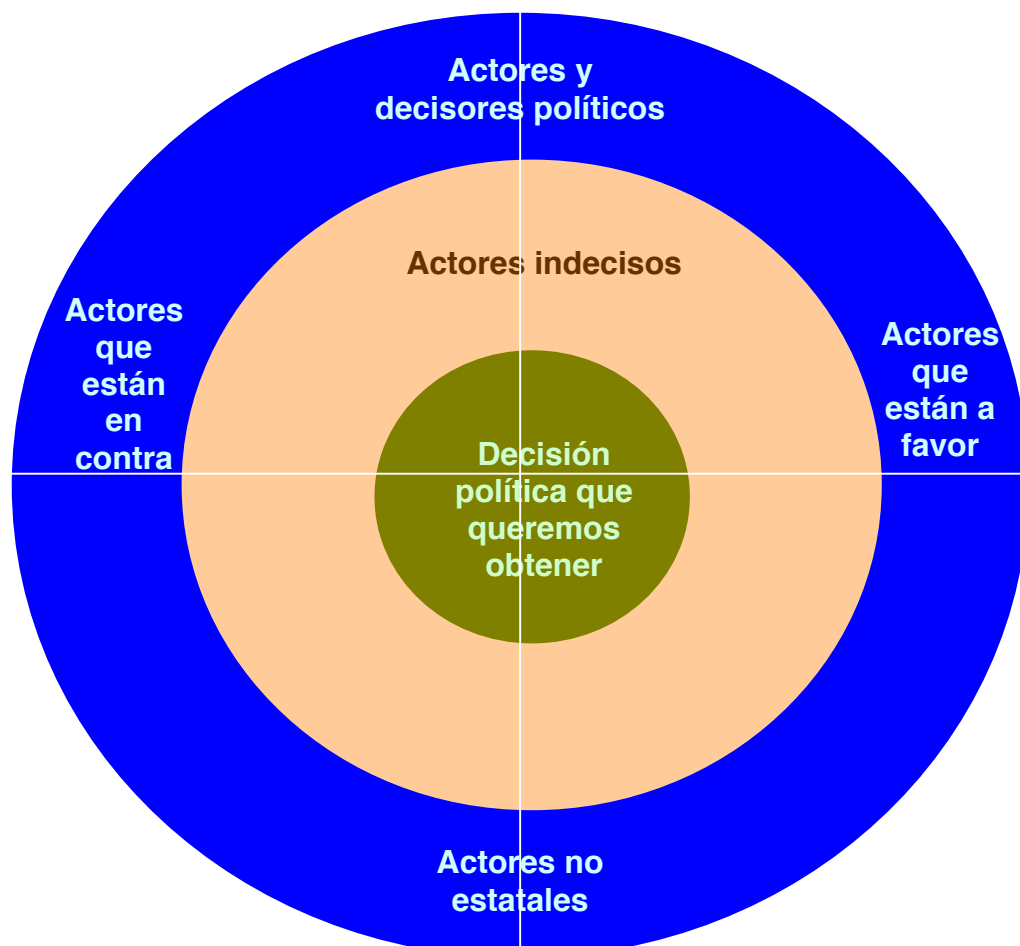 Actores y
decisores políticos
Actores indecisos
Actores
que
están
en
contra
Actores
que
están a
favor
Decisión
política que
queremos
obtener
Actores no
estatales